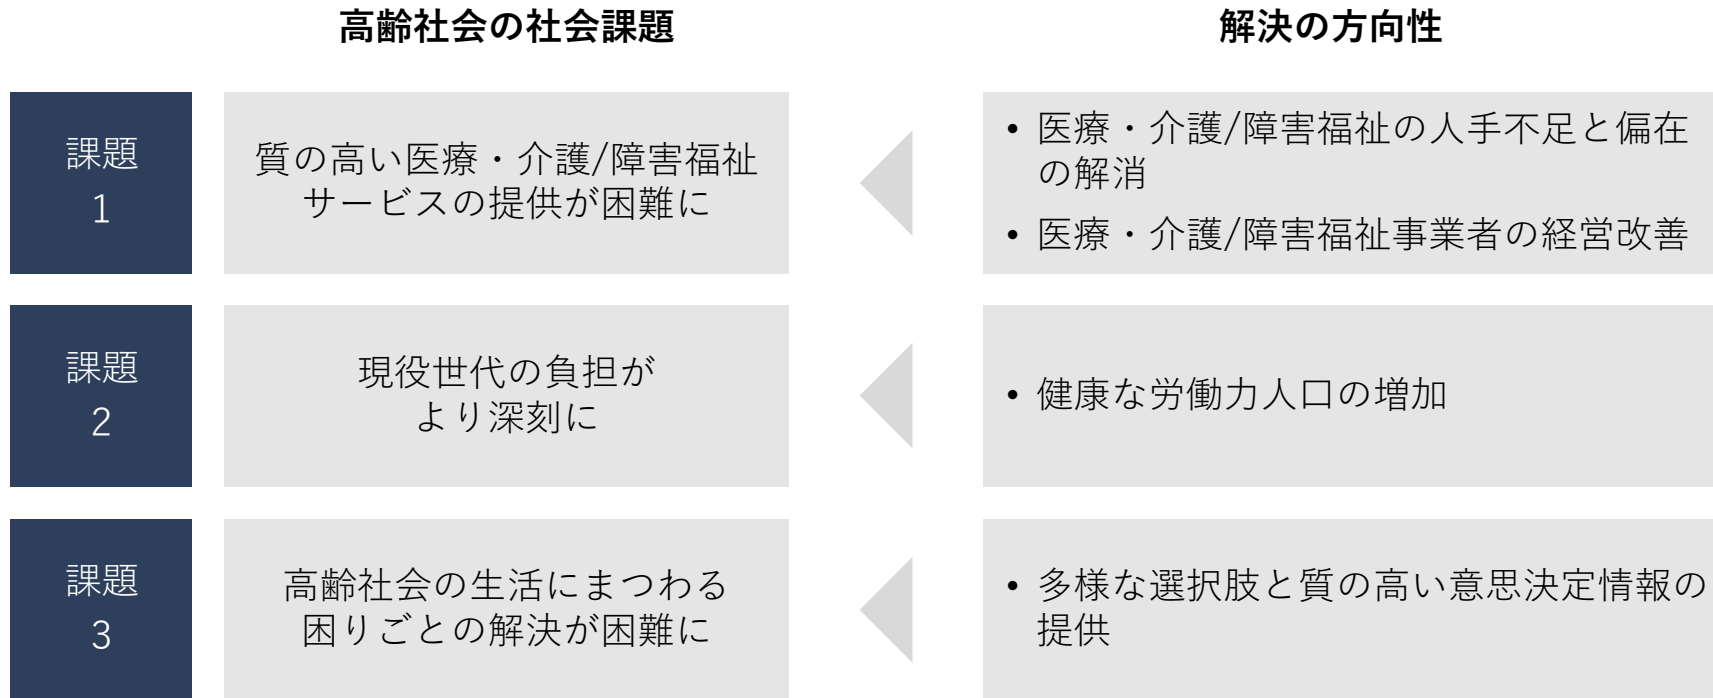 高齢社会の社会課題
解決の方向性
課題
1
質の高い医療・介護/障害福祉
サービスの提供が困難に
• 医療・介護/障害福祉の人手不足と偏在
の解消
• 医療・介護/障害福祉事業者の経営改善
課題
2
現役世代の負担が
より深刻に
• 健康な労働力人口の増加
課題
3
高齢社会の生活にまつわる
困りごとの解決が困難に
• 多様な選択肢と質の高い意思決定情報の
提供